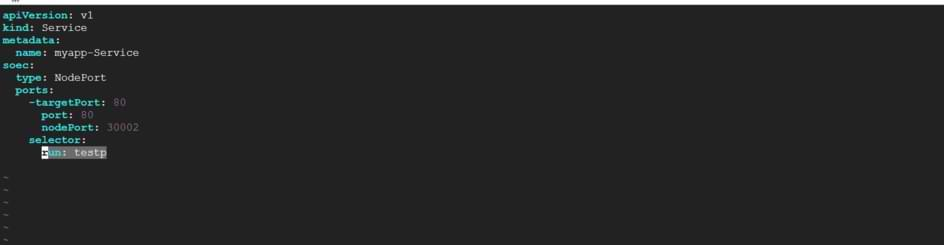 apiVersion: v1
kind: Service
metadata:
  name: myapp-Service
soec:
  type: NodePort
  ports:
    -targetPort: 80
      port: 80
      nodePort: 30002
    selector:
      run: testp
~
~
~
~
~
~